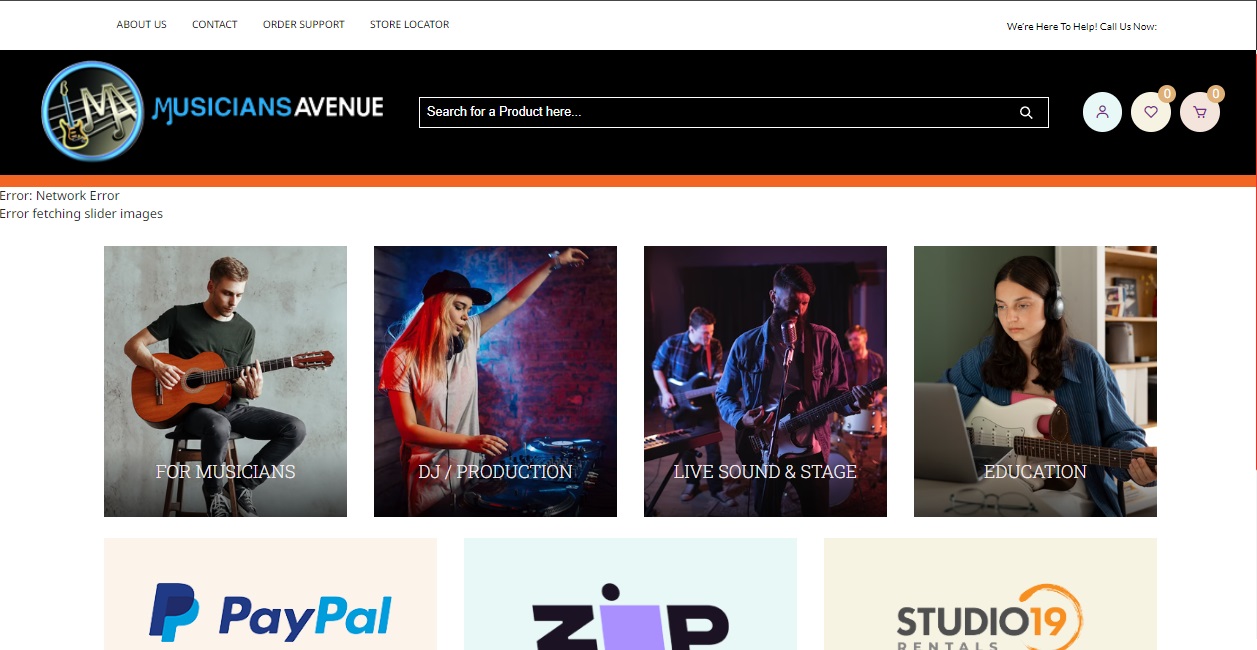 ABOUT US CONTACT ORDER SUPPORT STORE LOCATOR We're Here To Help! Call Us Now:
MA MUSICIANS AVENUE Search for a Product here... 0 0
Error: Network Error
Error fetching slider images
FOR MUSICIANS DJ / PRODUCTION LIVE SOUND & STAGE EDUCATION
PayPal ZIP STUDIO19
RENTALS